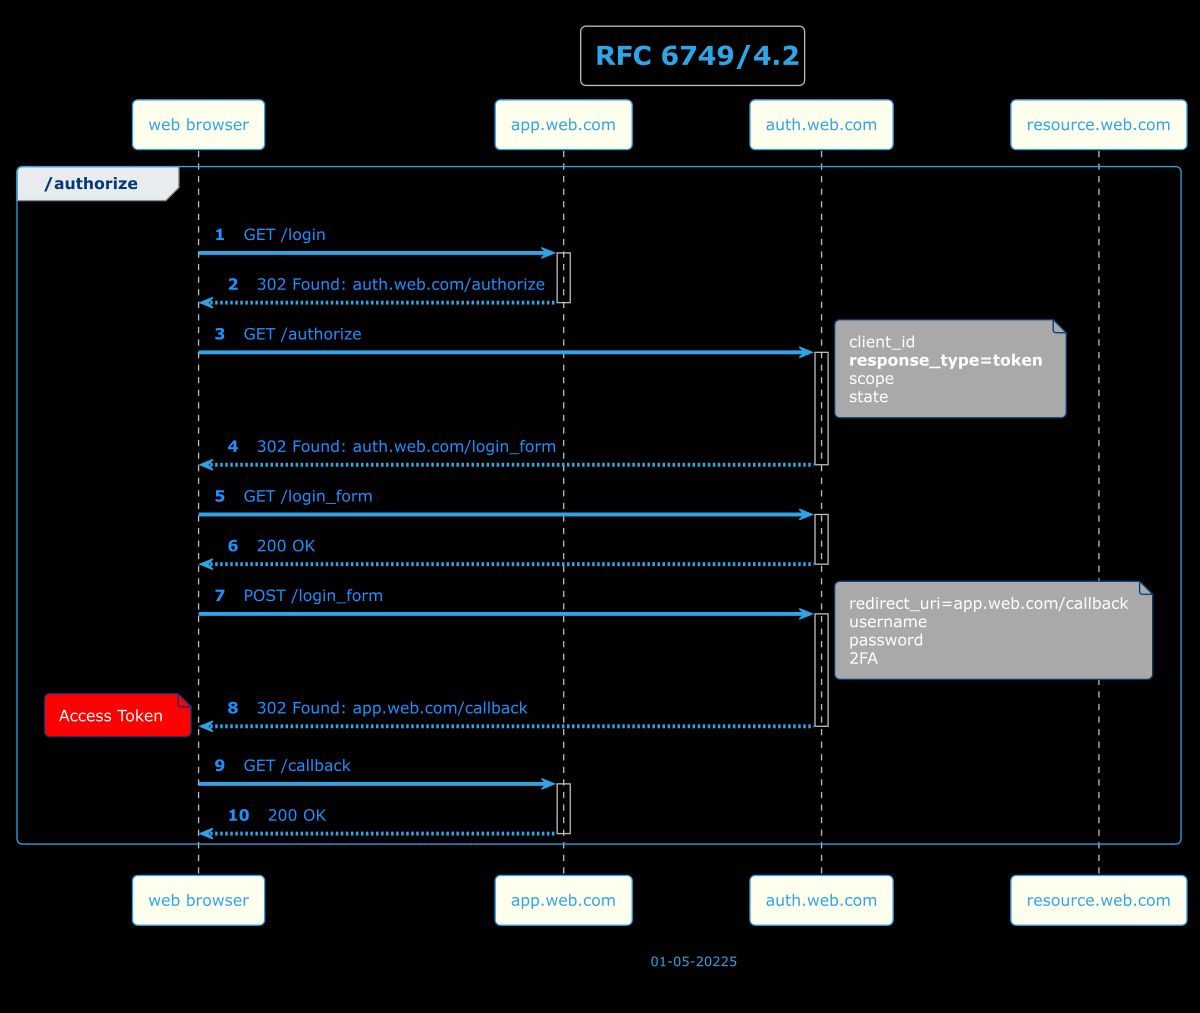 RFC 6749/4.2
web browser
app.web.com
auth.web.com
resource.web.com
/authorize
1 GET /login
2 302 Found: auth.web.com/authorize
3 GET /authorize
client_id
response_type=token
scope
state
4 302 Found: auth.web.com/login_form
5 GET /login_form
6 200 OK
7 POST /login_form
redirect_uri=app.web.com/callback
username
password
2FA
Access Token
8 302 Found: app.web.com/callback
9 GET /callback
10 200 OK
web browser
app.web.com
auth.web.com
resource.web.com
01-05-20225